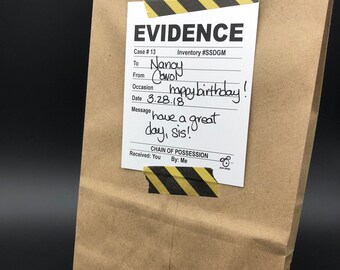 EVIDENCE
Case # 13 Inventory #SSDGM
To Nancy
From Carol
Occasion happy birthday!
Date 3.28.18
Message have a great
day, sis!
CHAIN OF POSSESSION
Received: You By: Me